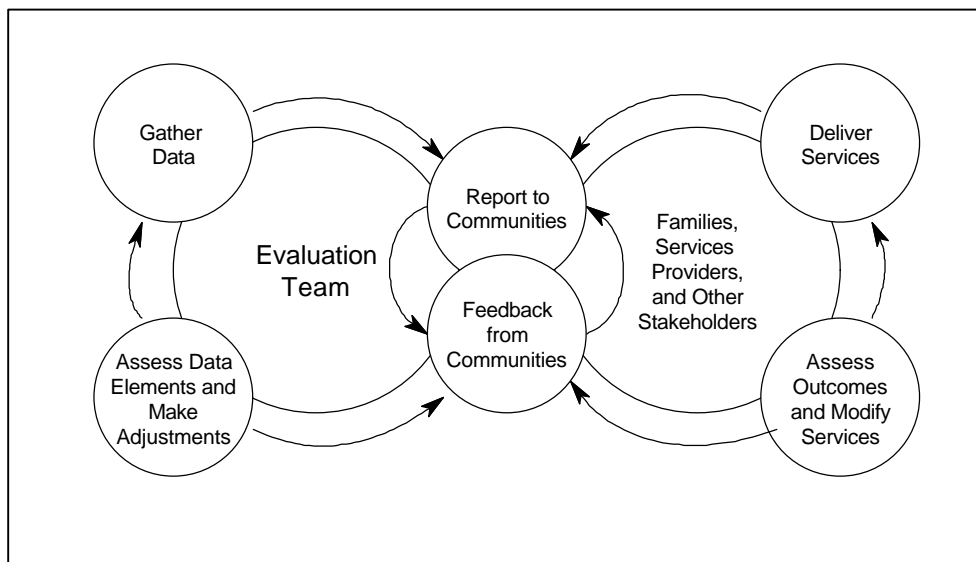 Gather
Data
Deliver
Services
Report to
Communities
Evaluation
Team
Families,
Services
Providers,
and Other
Stakeholders
Feedback
from
Communities
Assess Data
Elements and
Make
Adjustments
Assess
Outcomes
and Modify
Services